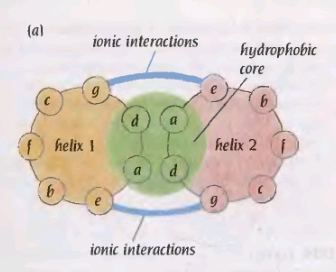 (a)
ionic interactions
hydrophobic
core
g
e
c
b
d
a
f
helix 1
helix 2
f
a
d
b
c
e
g
ionic interactions